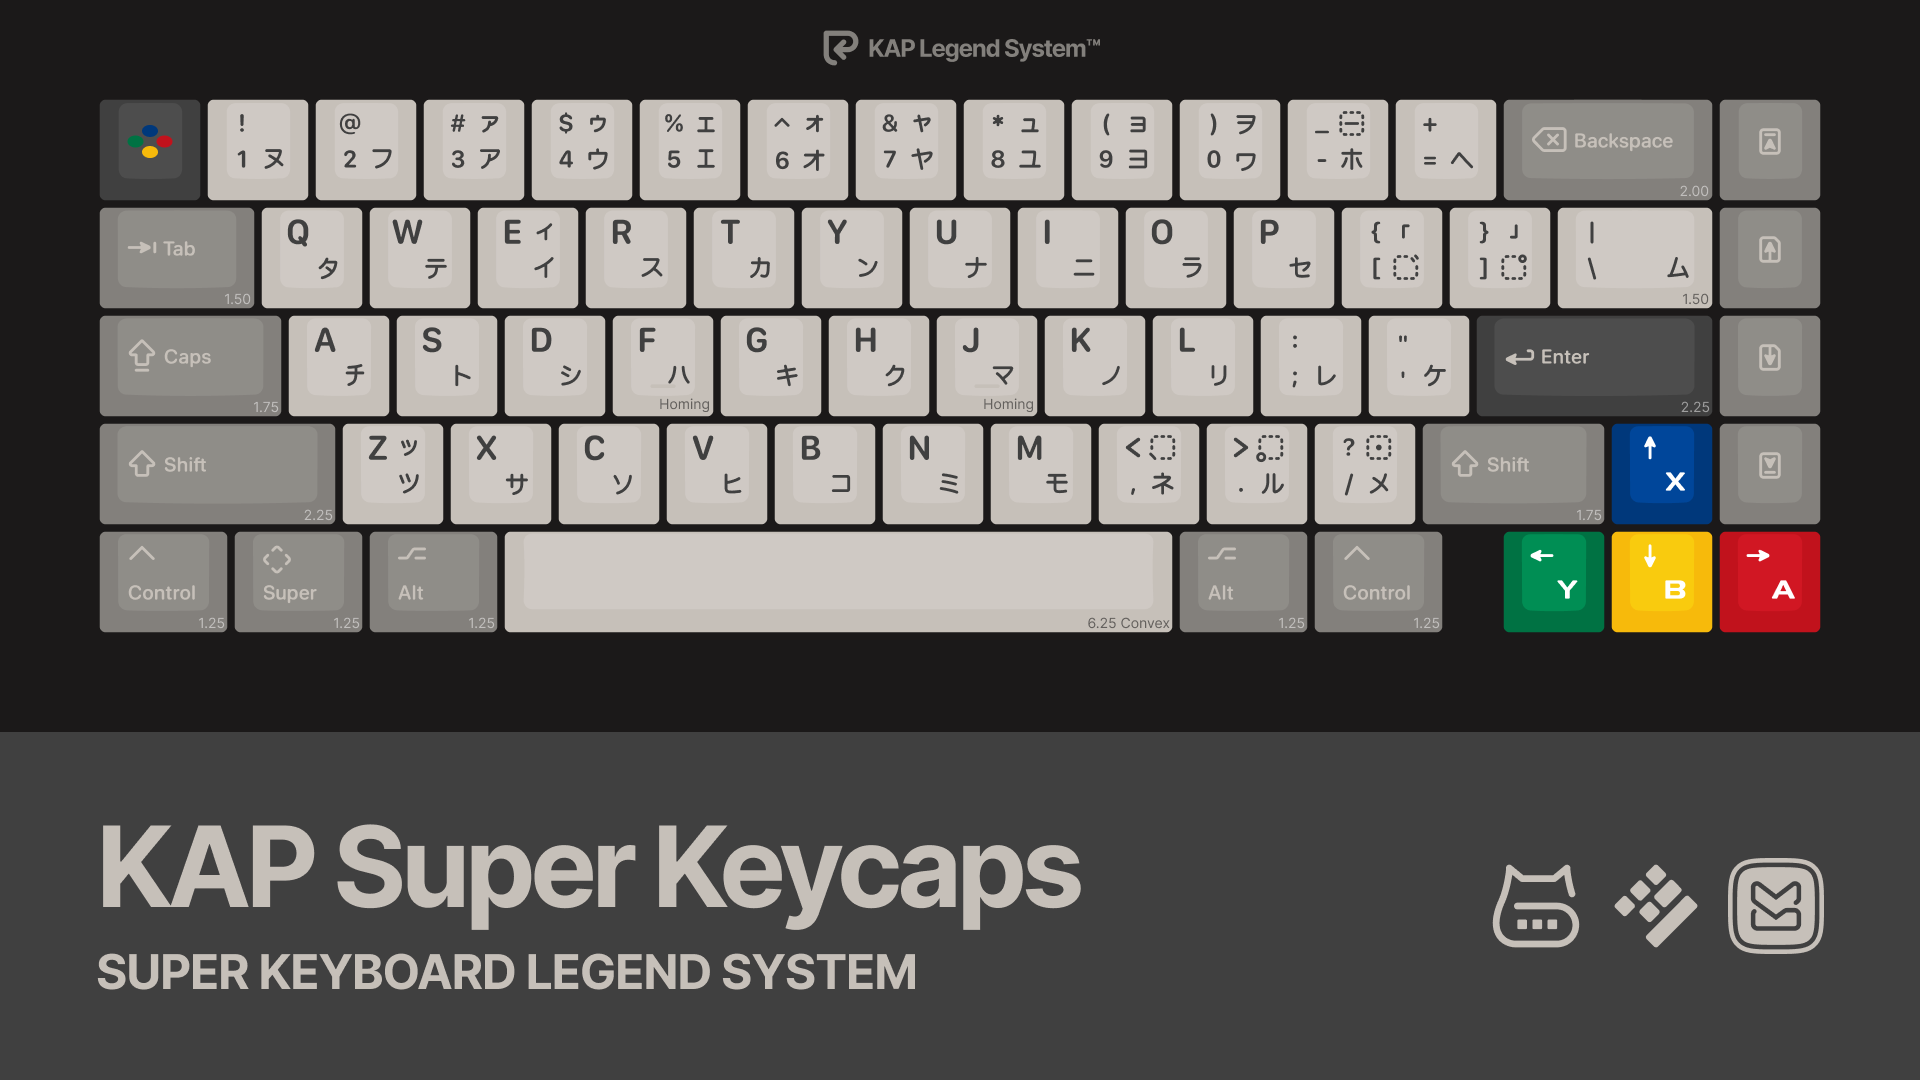 KAP Legend System™
! # ァ $ ゥ % ェ ^ ォ & ャ * ュ ( ョ ) ヲ _ ー +
@
1 ヌ 2 フ 3 ア 4 ウ 5 エ 6 オ 7 ヤ 8 ユ 9 ヨ 0 ワ - ホ = ヘ
Backspace
2.00
Tab
1.50
Q W E ィ R T Y U I O P { 「 } 」 |
タ テ イ ス カ ン ナ ニ ラ セ [ ゛ ] ゜ \ ム
1.50
Caps
1.75
A S D F G H J K L : "
チ ト シ ハ キ ク マ ノ リ ; レ ' ケ
Homing
Homing
Enter
2.25
Shift
2.25
Z ッ X C V B N M < 、 > 。 ? ・
ツ サ ソ ヒ コ ミ モ , ネ . ル / メ
Shift
1.75
↑
X
Control
1.25
Super
1.25
Alt
1.25
6.25 Convex
Alt
1.25
Control
1.25
← ↓ →
Y B A
KAP Super Keycaps
SUPER KEYBOARD LEGEND SYSTEM